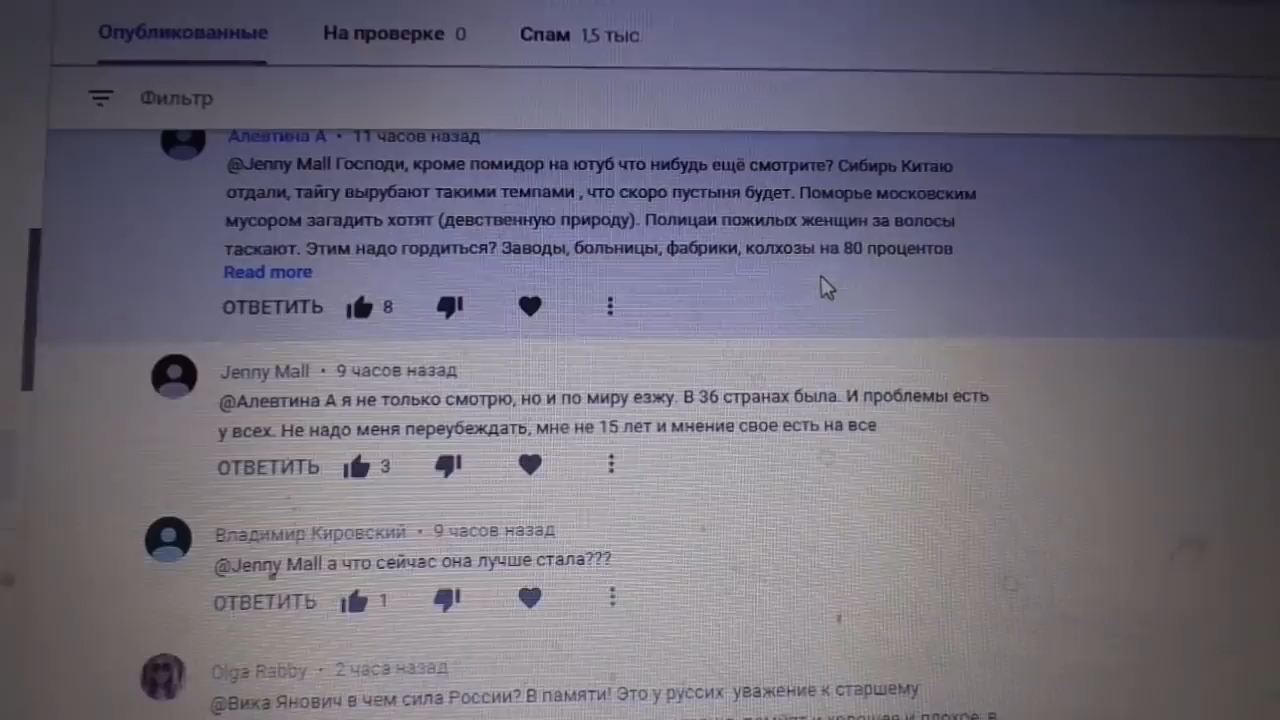 Опубликованные На проверке 0 Спам 1,5 тыс.
Фильтр
Алевтина А • 11 часов назад
@Jenny Mall Господи, кроме помидор на ютуб что нибудь ещё смотрите? Сибирь Китаю
отдали, тайгу вырубают такими темпами , что скоро пустыня будет. Поморье московским
мусором загадить хотят (девственную природу). Полицаи пожилых женщин за волосы
таскают. Этим надо гордиться? Заводы, больницы, фабрики, колхозы на 80 процентов
Read more
ОТВЕТИТЬ 8
Jenny Mall • 9 часов назад
@Алевтина А я не только смотрю, но и по миру езжу. В 36 странах была. И проблемы есть
у всех. Не надо меня переубеждать, мне не 15 лет и мнение свое есть на все
ОТВЕТИТЬ 3
Владимир Кировский • 9 часов назад
@Jenny Mall а что сейчас она лучше стала???
ОТВЕТИТЬ 1
Olga Rabby • 2 часа назад
@Вика Янович в чем сила России? В памяти! Это у руссих уважение к старшему